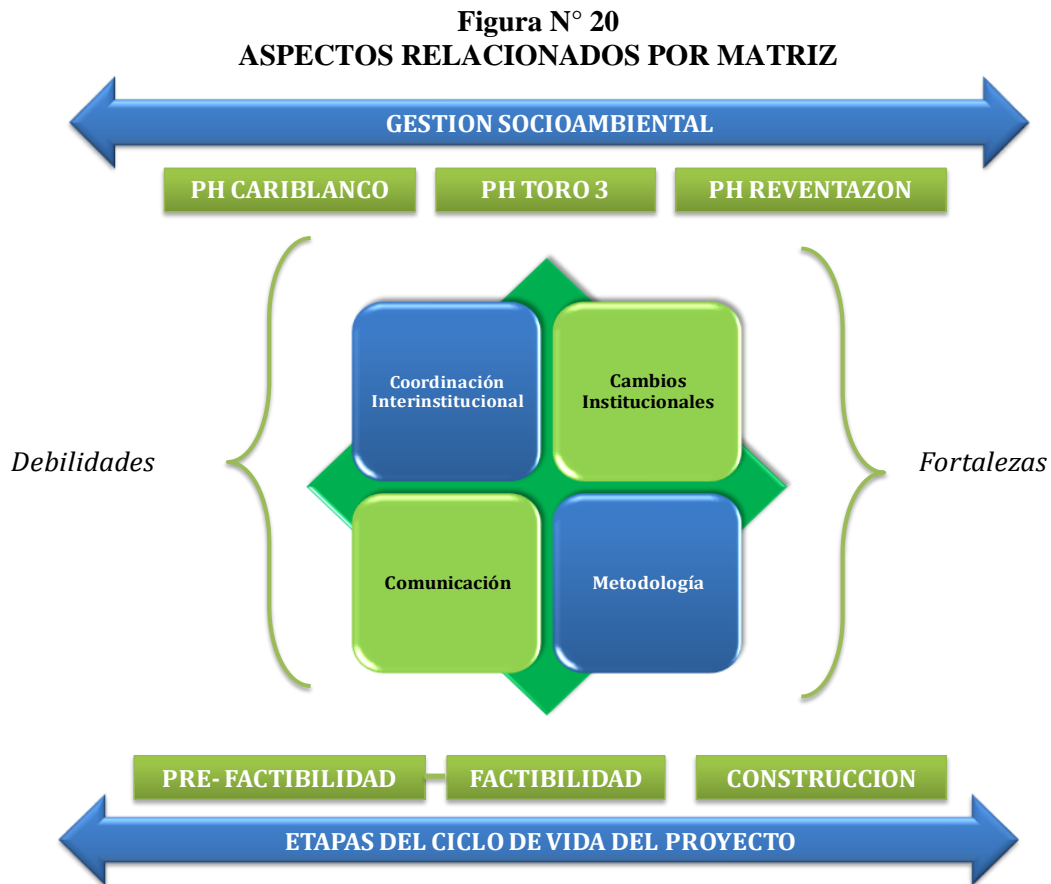 Figura N° 20
ASPECTOS RELACIONADOS POR MATRIZ
GESTION SOCIOAMBIENTAL
PH CARIBLANCO
PH TORO 3
PH REVENTAZON
Coordinación
Interinstitucional
Cambios
Institucionales
Debilidades
Fortalezas
Comunicación
Metodología
PRE- FACTIBILIDAD
FACTIBILIDAD
CONSTRUCCION
ETAPAS DEL CICLO DE VIDA DEL PROYECTO